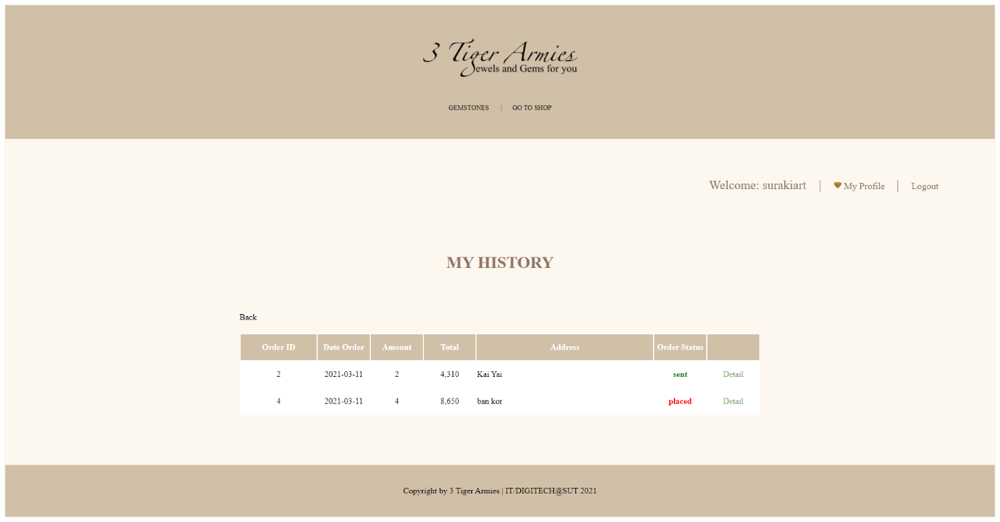 3 Tiger Armies
Jewels and Gems for you
GEMSTONES | GO TO SHOP
Welcome: surakiart | My Profile | Logout
MY HISTORY
Back
Order ID Date Order Amount Total Address Order Status
2 2021-03-11 2 4,310 Kai Yai sent Detail
4 2021-03-11 4 8,650 ban kor placed Detail
Copyright by 3 Tiger Armies | IT/DIGITECH@SUT 2021